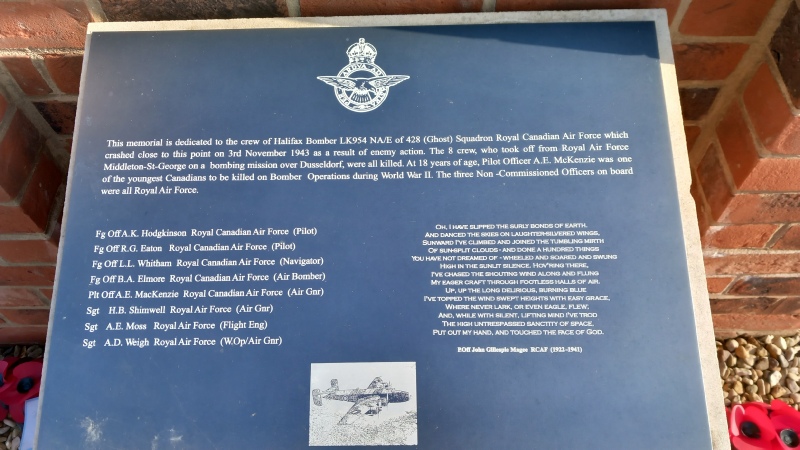 This memorial is dedicated to the crew of Halifax Bomber LK954 NA/E of 428 (Ghost) Squadron Royal Canadian Air Force which
crashed close to this point on 3rd November 1943 as a result of enemy action. The 8 crew, who took off from Royal Air Force
Middleton-St-George on a bombing mission over Dusseldorf, were all killed. At 18 years of age, Pilot Officer A.E. McKenzie was one
of the youngest Canadians to be killed on Bomber Operations during World War II. The three Non -Commissioned Officers on board
were all Royal Air Force.
Fg Off A.K. Hodgkinson Royal Canadian Air Force (Pilot)
Fg Off R.G. Eaton Royal Canadian Air Force (Pilot)
Fg Off L.L. Whitham Royal Canadian Air Force (Navigator)
Fg Off B.A. Elmore Royal Canadian Air Force (Air Bomber)
Plt Off A.E. MacKenzie Royal Canadian Air Force (Air Gnr)
Sgt H.B. Shimwell Royal Air Force (Air Gnr)
Sgt A.E. Moss Royal Air Force (Flight Eng)
Sgt A.D. Weigh Royal Air Force (W.Op/Air Gnr)
OH, I HAVE SLIPPED THE SURLY BONDS OF EARTH,
AND DANCED THE SKIES ON LAUGHTER-SILVERED WINGS,
SUNWARD I'VE CLIMBED AND JOINED THE TUMBLING MIRTH
OF SUN-SPLIT CLOUDS - AND DONE A HUNDRED THINGS
YOU HAVE NOT DREAMED OF - WHEELED AND SOARED AND SWUNG
HIGH IN THE SUNLIT SILENCE. HOV'RING THERE,
I'VE CHASED THE SHOUTING WIND ALONG AND FLUNG
MY EAGER CRAFT THROUGH FOOTLESS HALLS OF AIR.
UP, UP THE LONG DELIRIOUS, BURNING BLUE
I'VE TOPPED THE WIND SWEPT HEIGHTS WITH EASY GRACE,
WHERE NEVER LARK, OR EVEN EAGLE, FLEW,
AND, WHILE WITH SILENT, LIFTING MIND I'VE TROD
THE HIGH UNTRESPASSED SANCTITY OF SPACE,
PUT OUT MY HAND, AND TOUCHED THE FACE OF GOD.
P.Off John Gillespie Magee RCAF (1922-1941)